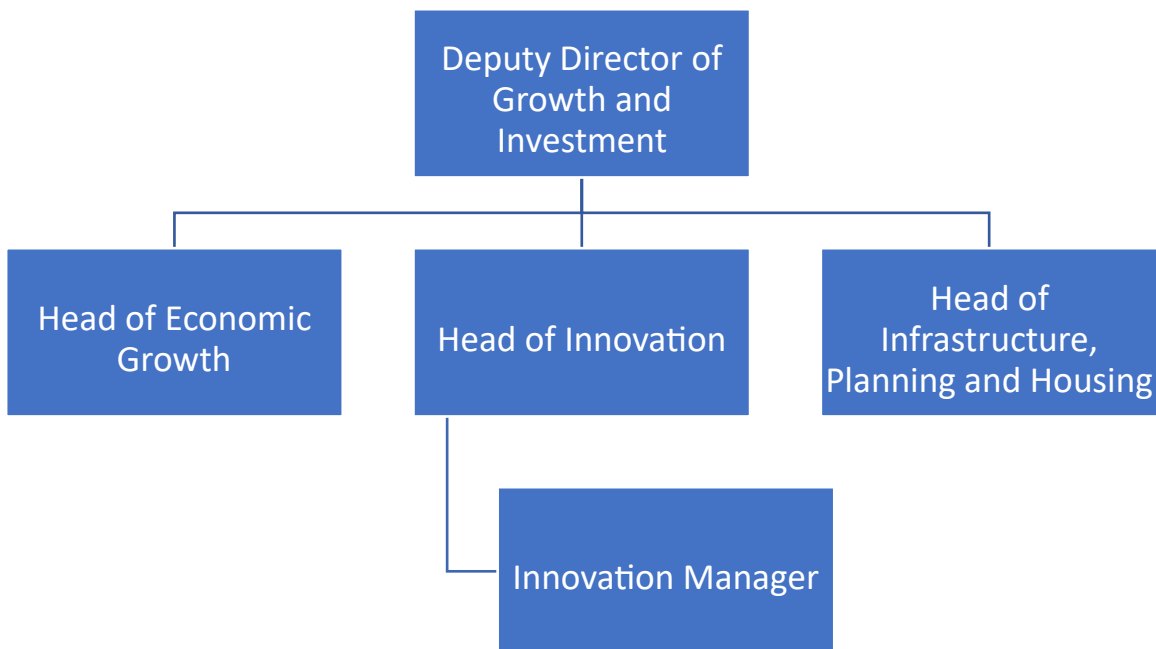 Deputy Director of
Growth and
Investment
Head of Economic
Growth
Head of Innovation
Head of
Infrastructure,
Planning and Housing
Innovation Manager